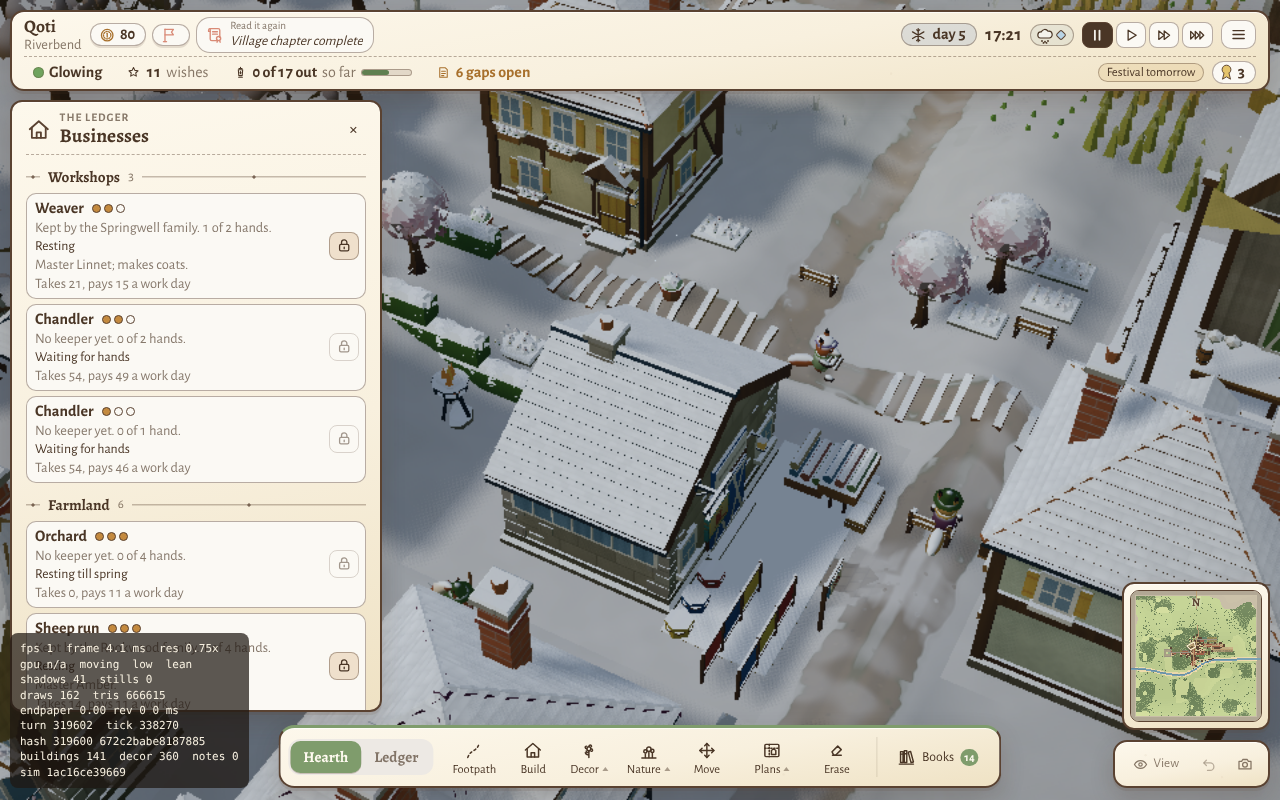 Qoti
Riverbend
80
Read it again
Village chapter complete
day 5
17:21
Glowing
11 wishes
0 of 17 out so far
6 gaps open
Festival tomorrow
3
THE LEDGER
Businesses
×
Workshops 3
Weaver
Kept by the Springwell family. 1 of 2 hands.
Resting
Master Linnet; makes coats.
Takes 21, pays 15 a work day
Chandler
No keeper yet. 0 of 2 hands.
Waiting for hands
Takes 54, pays 49 a work day
Chandler
No keeper yet. 0 of 1 hand.
Waiting for hands
Takes 54, pays 46 a work day
Farmland 6
Orchard
No keeper yet. 0 of 4 hands.
Resting till spring
Takes 0, pays 11 a work day
Sheep run
of 4 hands.
fps 1 frame 4.1 ms res 0.75x
gpu n/a moving low lean
shadows 41 stills 0
draws 162 tris 666615
endpaper 0.00 rev 0 0 ms
turn 319602 tick 338270
hash 319600 672c2babe8187885
buildings 141 decor 360 notes 0
sim 1ac16ce39669
N
Hearth
Ledger
Footpath
Build
Decor
Nature
Move
Plans
Erase
Books 14
View